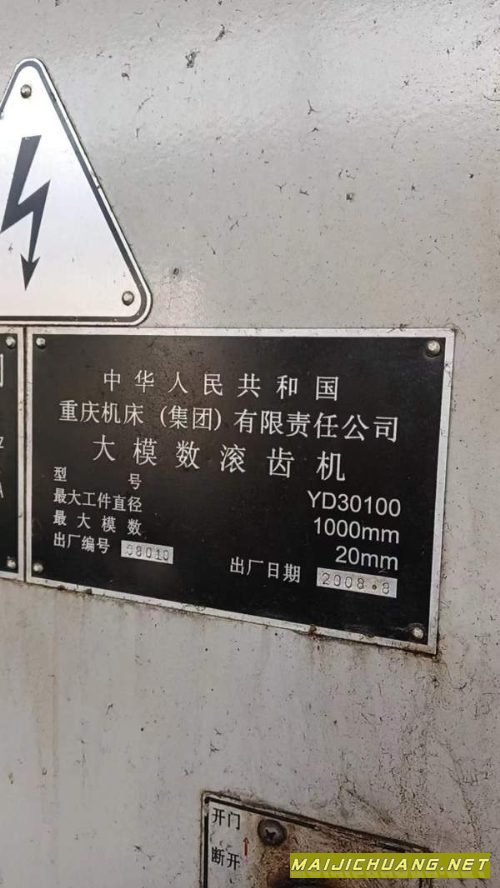 中华人民共和国
重庆机床(集团)有限责任公司
大模数滚齿机
型 号 YD30100
最大工件直径 1000mm
最大模数 20mm
出厂编号 08010 出厂日期 2008.8
A
开门
断开
MAIJICHUANG.NET